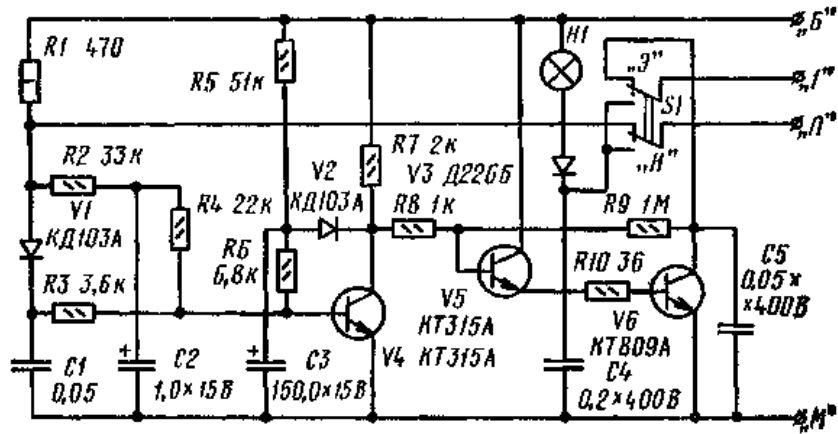 R1 470
R5 51к
H1
„Э"
S1
„Н"
„Б"
„1"
„П"
R2 33к
V1
КД103А
R4 22к
V2
КД103А
R7 2к
V3 Д226Б
R8 1к
R9 1М
R3 3,6к
R6
6,8к
R10 36
C5
0,05×
×400В
V5
КТ315А
V4 КТ315А
V6
КТ809А
C1
0,05
+
C2
1,0×15В
+
C3
150,0×15В
C4
0,2×400В
„М"